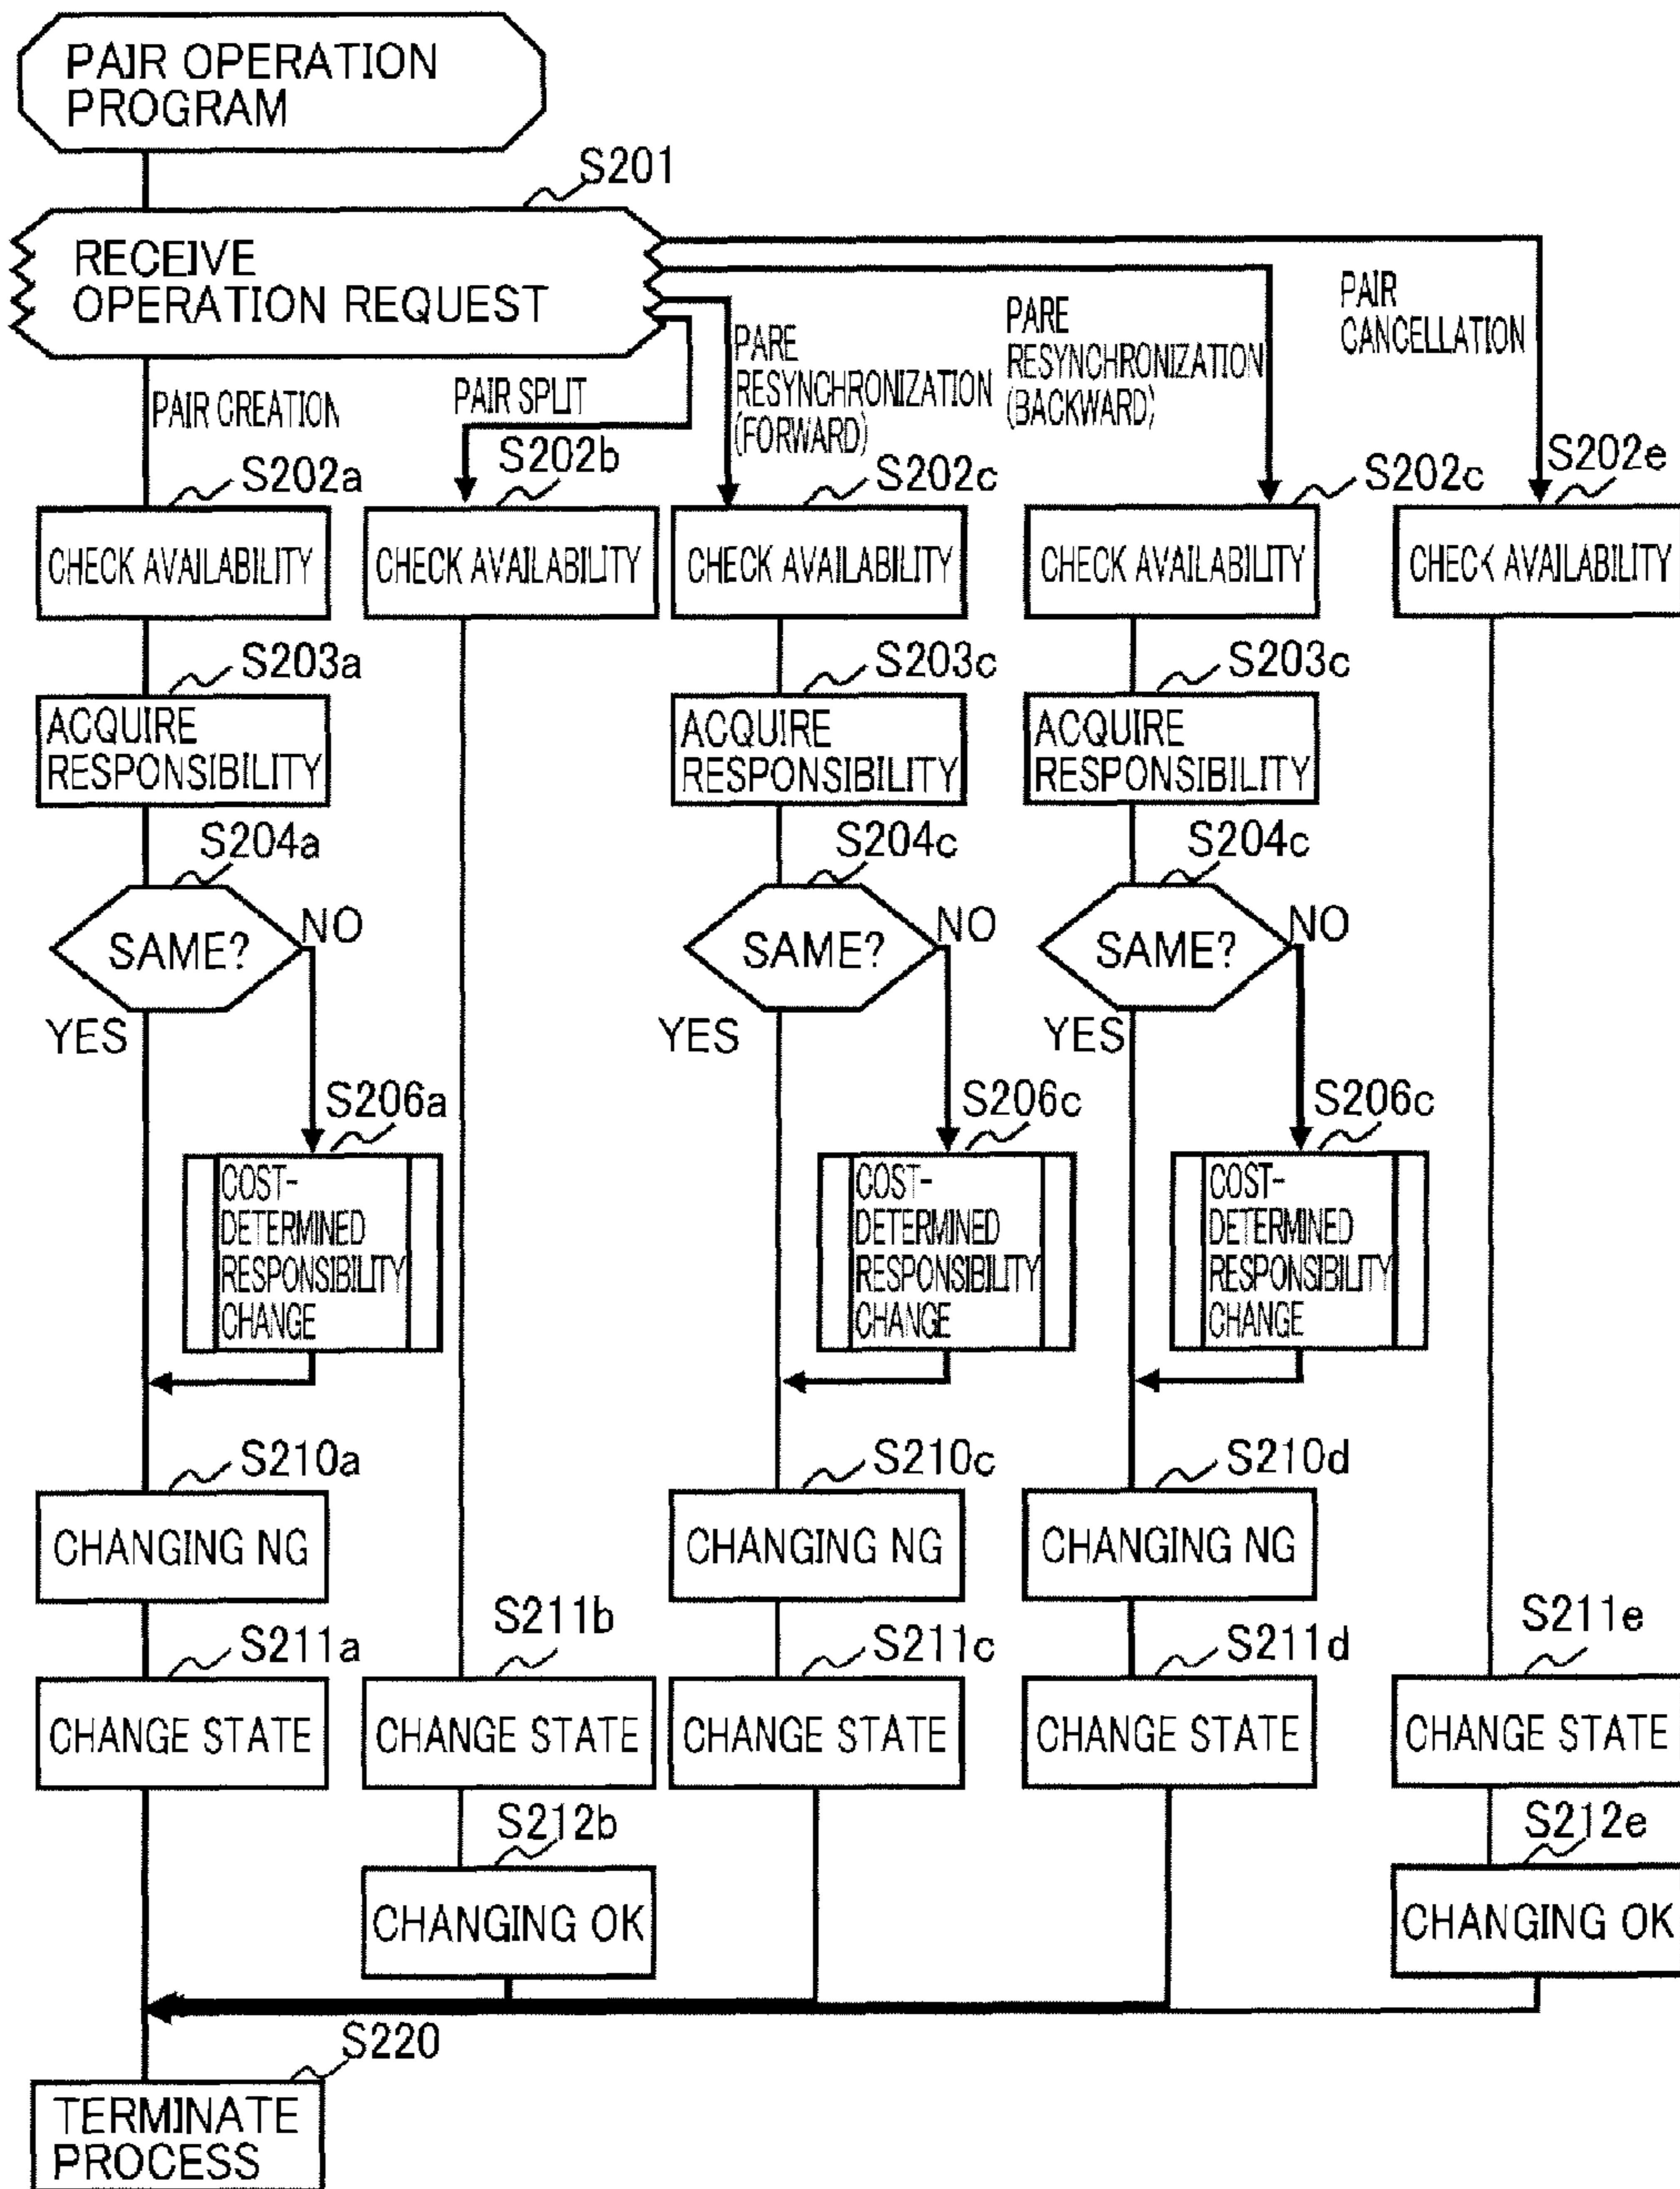 PAIR OPERATION
PROGRAM
S201
RECEIVE
OPERATION REQUEST
PAIR CREATION
PAIR SPLIT
PARE
RESYNCHRONIZATION
(FORWARD)
PARE
RESYNCHRONIZATION
(BACKWARD)
PAIR
CANCELLATION
S202a
S202b
S202c
S202c
S202e
CHECK AVAILABILITY
CHECK AVAILABILITY
CHECK AVAILABILITY
CHECK AVAILABILITY
CHECK AVAILABILITY
S203a
S203c
S203c
ACQUIRE
RESPONSIBILITY
ACQUIRE
RESPONSIBILITY
ACQUIRE
RESPONSIBILITY
S204a
S204c
S204c
SAME?
NO
YES
SAME?
NO
YES
SAME?
NO
YES
S206a
S206c
S206c
COST-
DETERMINED
RESPONSIBILITY
CHANGE
COST-
DETERMINED
RESPONSIBILITY
CHANGE
COST-
DETERMINED
RESPONSIBILITY
CHANGE
S210a
S210c
S210d
CHANGING NG
CHANGING NG
CHANGING NG
S211a
S211b
S211c
S211d
S211e
CHANGE STATE
CHANGE STATE
CHANGE STATE
CHANGE STATE
CHANGE STATE
S212b
S212e
CHANGING OK
CHANGING OK
S220
TERMINATE
PROCESS